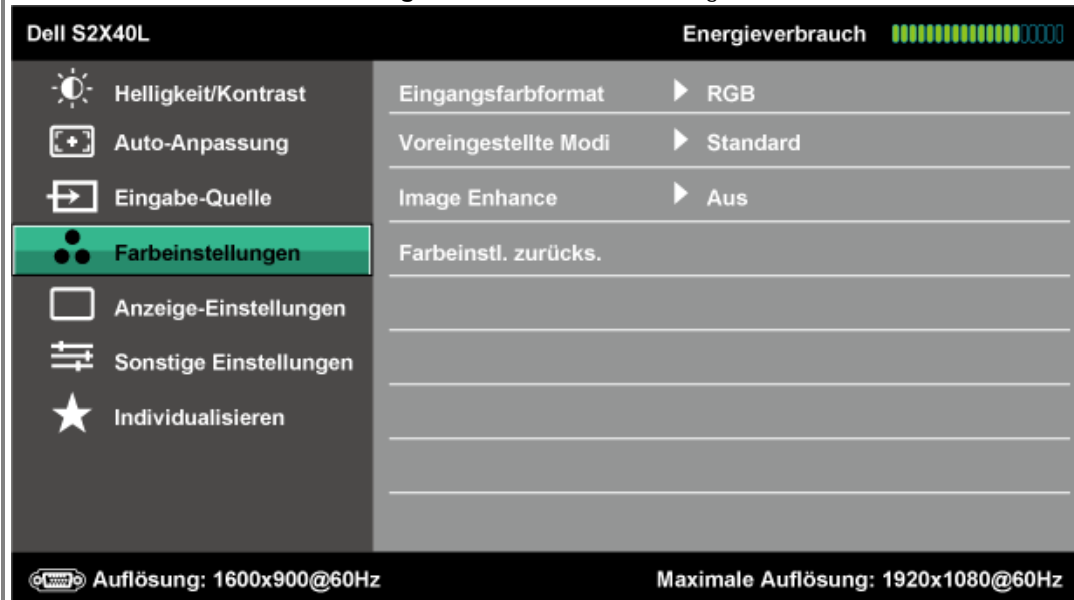 Dell S2X40L
Energieverbrauch
Helligkeit/Kontrast
Eingangsfarbformat RGB
Auto-Anpassung
Voreingestellte Modi Standard
Eingabe-Quelle
Image Enhance Aus
Farbeinstellungen
Farbeinstl. zurücks.
Anzeige-Einstellungen
Sonstige Einstellungen
Individualisieren
Auflösung: 1600x900@60Hz
Maximale Auflösung: 1920x1080@60Hz